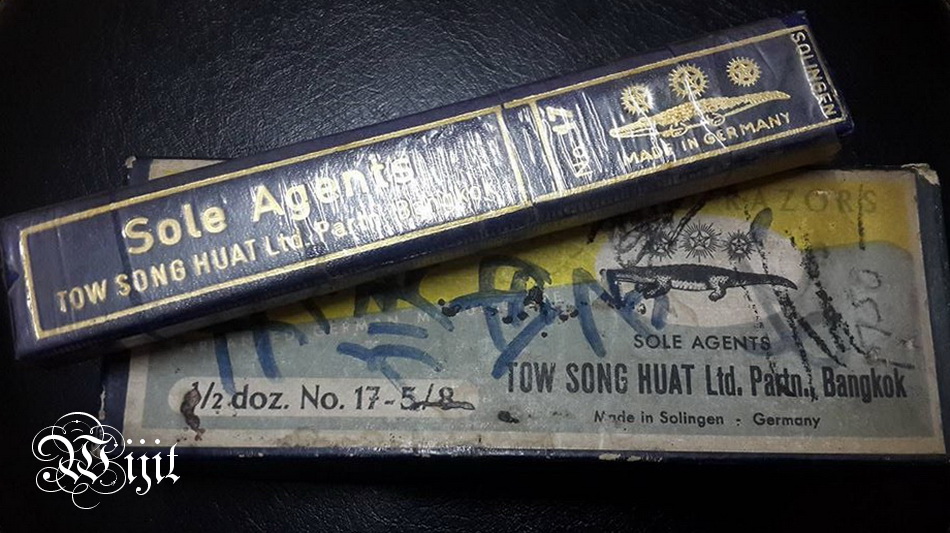 Sole Agents
TOW SONG HUAT Ltd. Partn. Bangkok
No. 17
MADE IN GERMANY
SOLINGEN
RAZORS
SOLE AGENTS
TOW SONG HUAT Ltd. Partn., Bangkok
1/2 doz. No. 17-5/8
Made in Solingen - Germany
Wijit